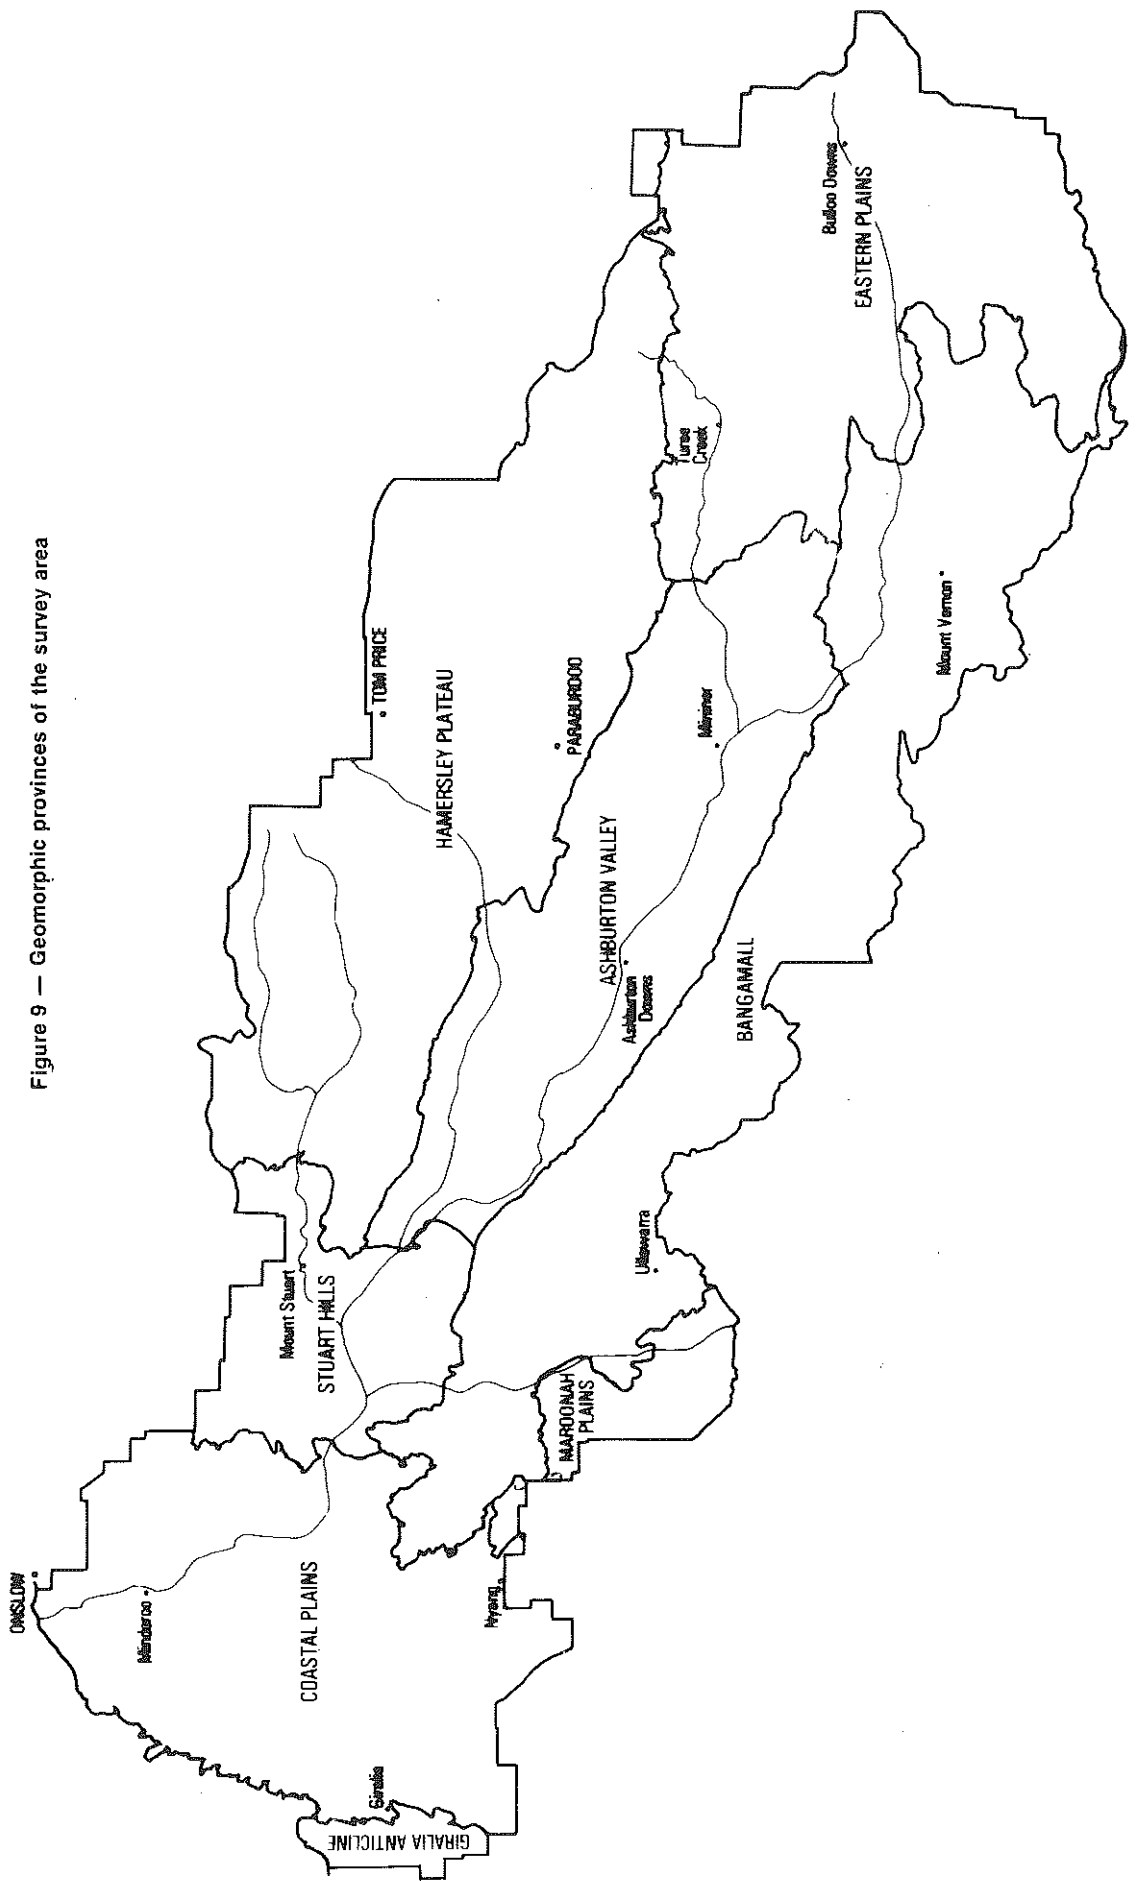 Figure 9 — Geomorphic provinces of the survey area
ONSLOW
Minderoo
COASTAL PLAINS
Giralia
GIRALIA ANTICLINE
Nyang
Mount Stuart
STUART HILLS
MAROONAH
PLAINS
Ullawarra
TOM PRICE
HAMERSLEY PLATEAU
PARABURDOO
ASHBURTON VALLEY
Ashburton
Downs
BANGAMALL
Mininer
Turee
Creek
Mount Vernon
Bulloo Downs
EASTERN PLAINS